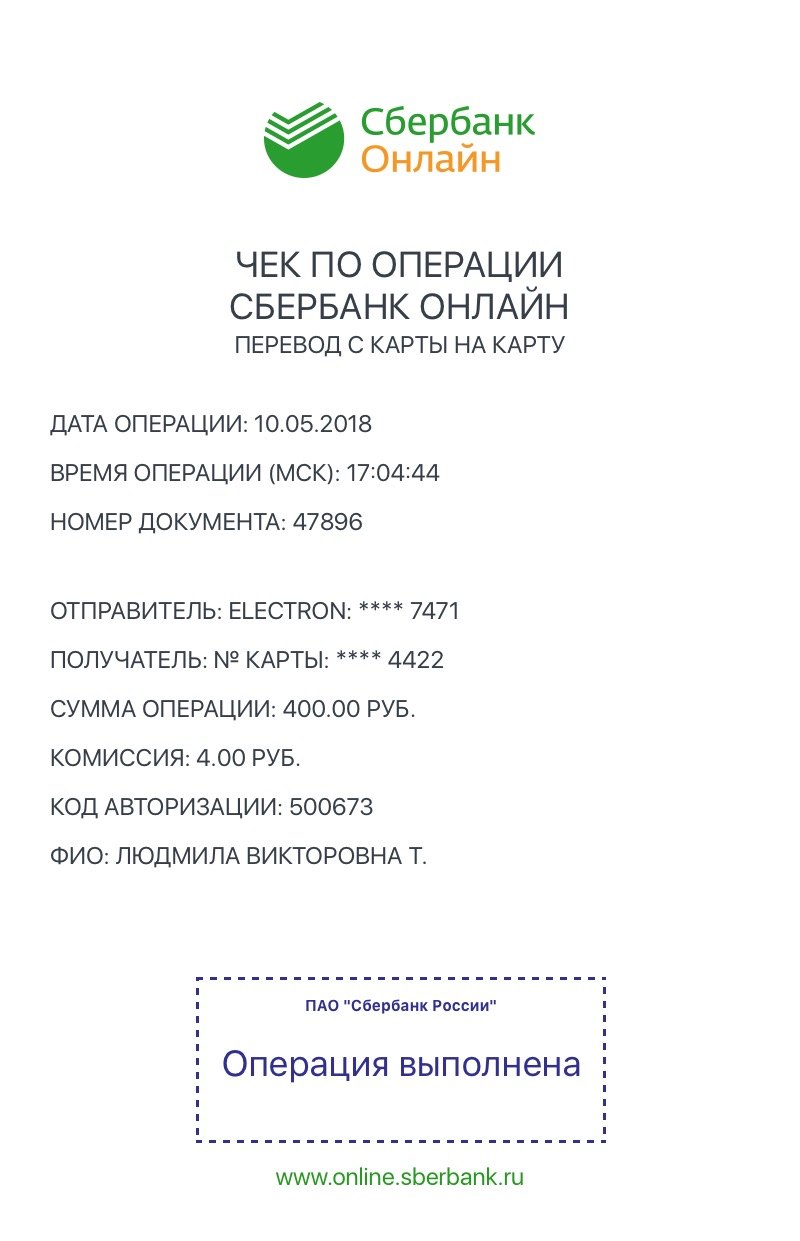 Сбербанк
Онлайн
ЧЕК ПО ОПЕРАЦИИ
СБЕРБАНК ОНЛАЙН
ПЕРЕВОД С КАРТЫ НА КАРТУ
ДАТА ОПЕРАЦИИ: 10.05.2018
ВРЕМЯ ОПЕРАЦИИ (МСК): 17:04:44
НОМЕР ДОКУМЕНТА: 47896
ОТПРАВИТЕЛЬ: ELECTRON: **** 7471
ПОЛУЧАТЕЛЬ: № КАРТЫ: **** 4422
СУММА ОПЕРАЦИИ: 400.00 РУБ.
КОМИССИЯ: 4.00 РУБ.
КОД АВТОРИЗАЦИИ: 500673
ФИО: ЛЮДМИЛА ВИКТОРОВНА Т.
ПАО "Сбербанк России"
Операция выполнена
www.online.sberbank.ru